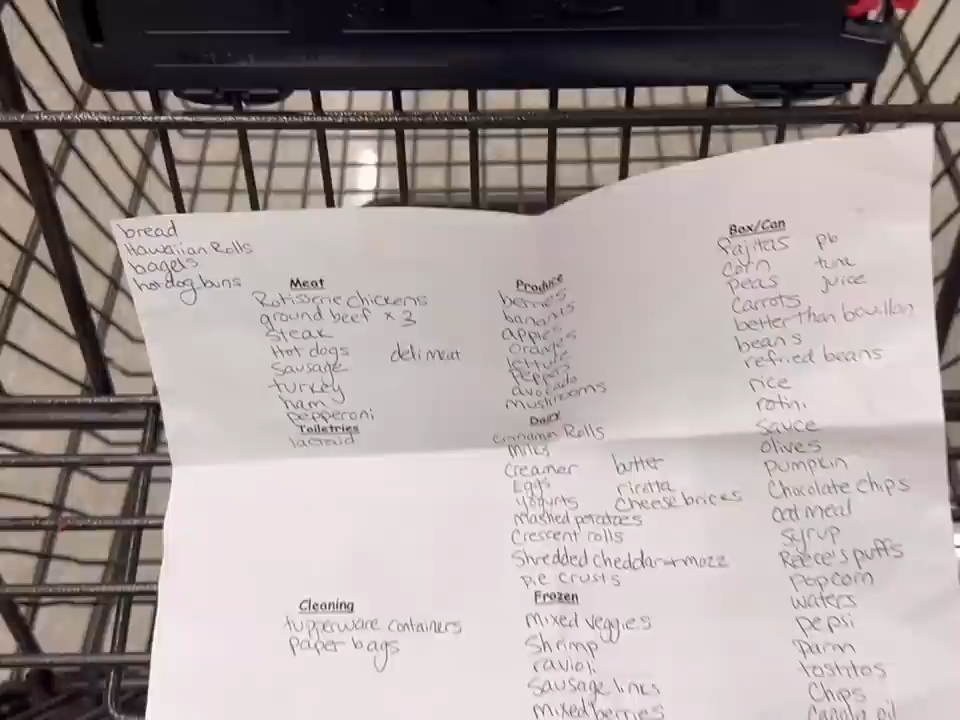 bread
Hawaiian Rolls
bagels
hotdog buns
Meat
Rotisserie chickens
ground beef x 3
steak
Hot dogs
deli meat
sausage
turkey
ham
pepperoni
Toiletries
lactaid
Cleaning
tupperware containers
paper bags
Produce
berries
bananas
apples
oranges
lettuce
peppers
avocado
mushrooms
Dairy
cinnamn Rolls
milks
creamer
butter
Eggs
ricotta
yogurts
cheese bricks
mashed potatoes
Crescent rolls
Shredded cheddar + mozz
pie crusts
Frozen
mixed veggies
Shrimp
ravioli
sausage links
mixed berries
Box/Can
fajitas
pb
corn
tuna
peas
juice
carrots
better than bouillon
beans
refried beans
rice
rotini
sauce
olives
pumpkin
Chocolate chips
oatmeal
syrup
Reece's puffs
popcorn
waters
pepsi
parm
tostitos
Chips
canola oil